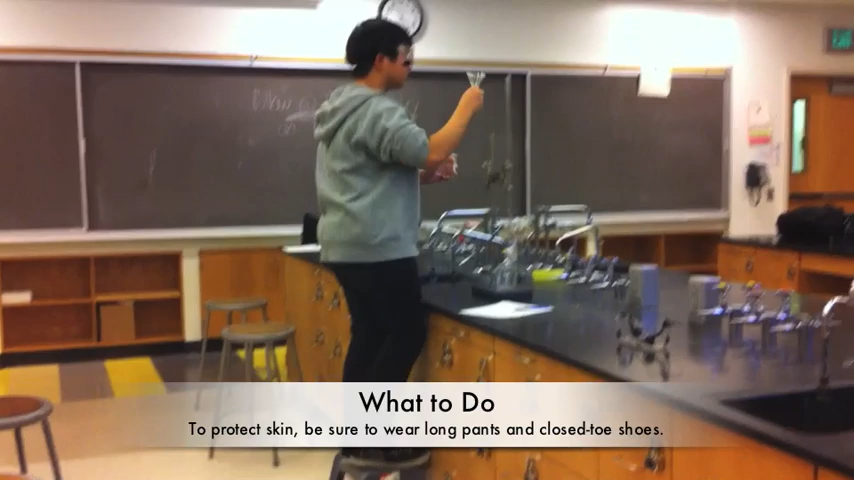 What to Do
To protect skin, be sure to wear long pants and closed-toe shoes.